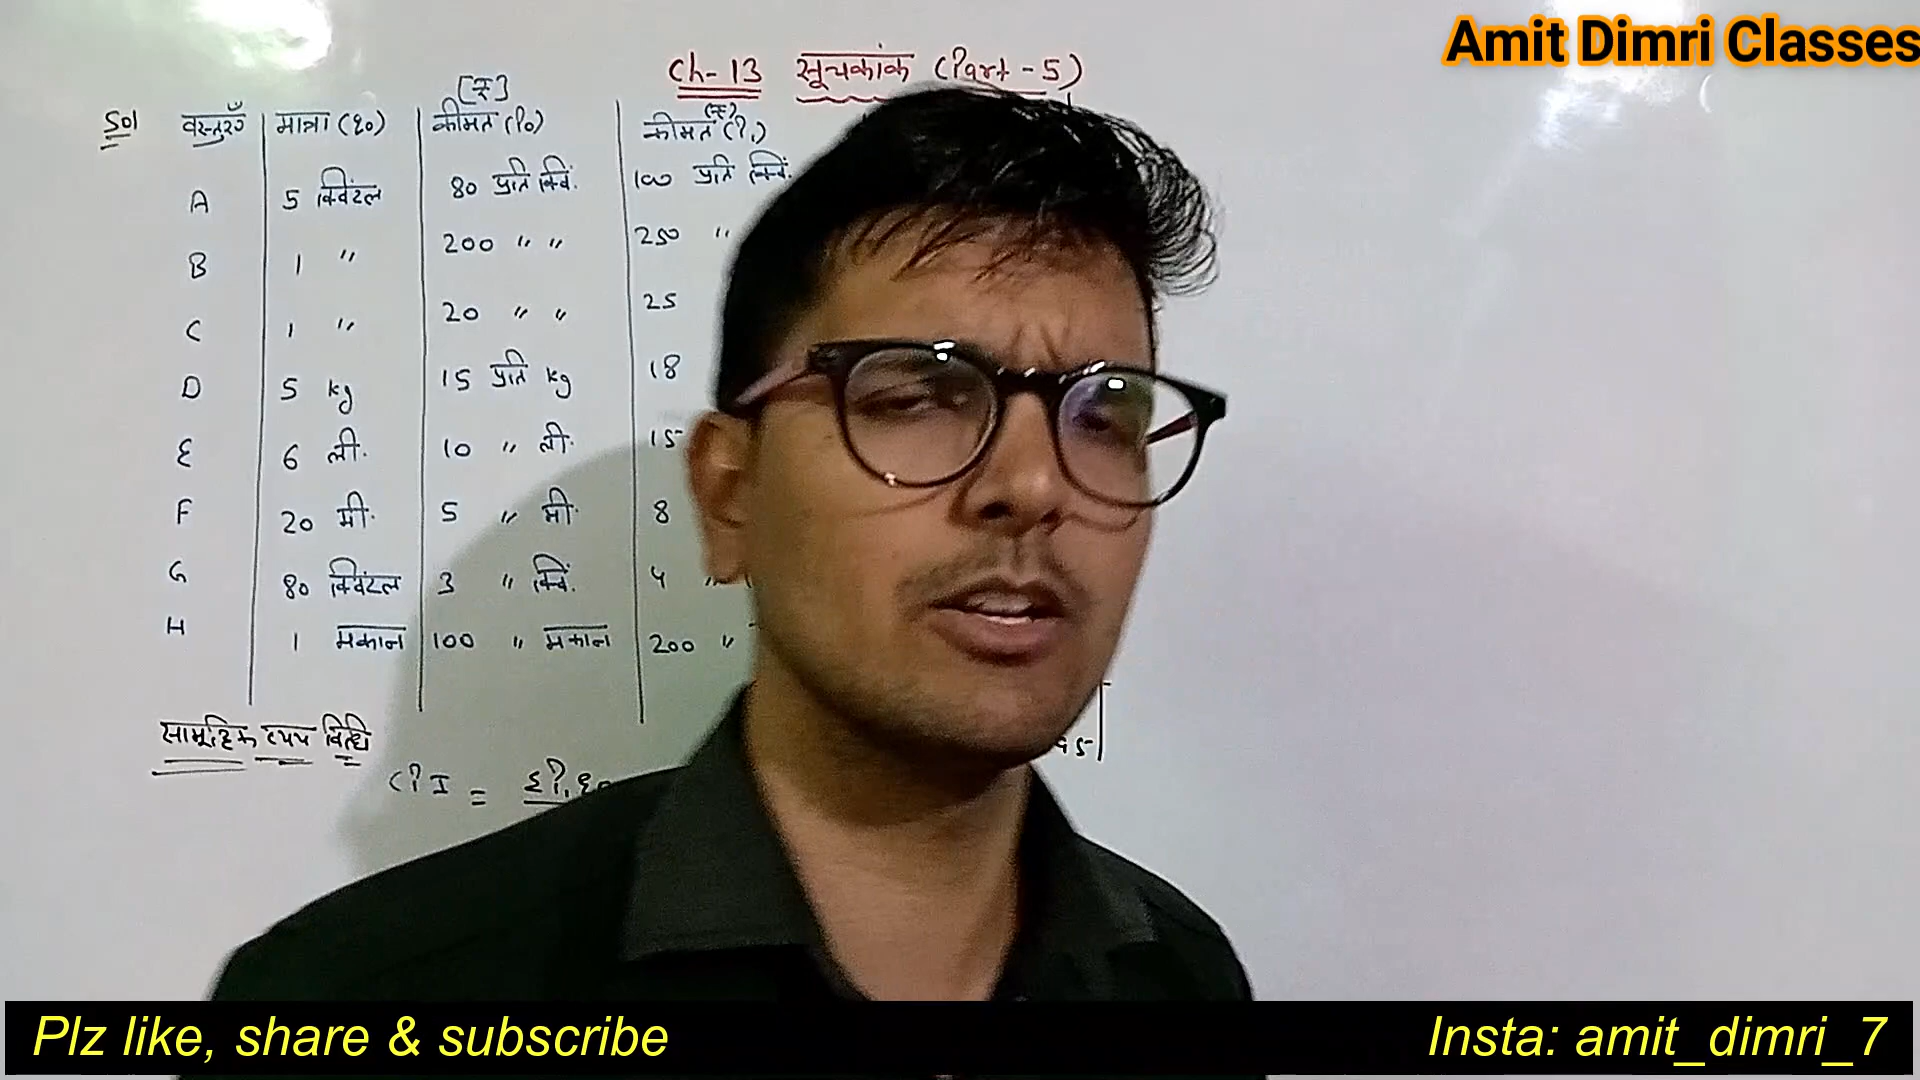 Amit Dimri Classes
Ch-13 सूचकांक (Part-5)
[₹]
Sol वस्तुएँ मात्रा (q0) कीमत (P0) कीमत (₹) (P1)
A 5 क्विंटल 80 प्रति क्विं. 100 प्रति क्विं.
B 1 " 200 " " 250 "
C 1 " 20 " " 25
D 5 kg 15 प्रति kg 18
E 6 ली. 10 " ली. 15
F 20 मी. 5 " मी. 8
G 80 क्विंटल 3 " क्विं. 4 "
H 1 मकान 100 " मकान 200 "
सामूहिक व्यय विधि
CPI = ΣP1q0
Plz like, share & subscribe
Insta: amit_dimri_7